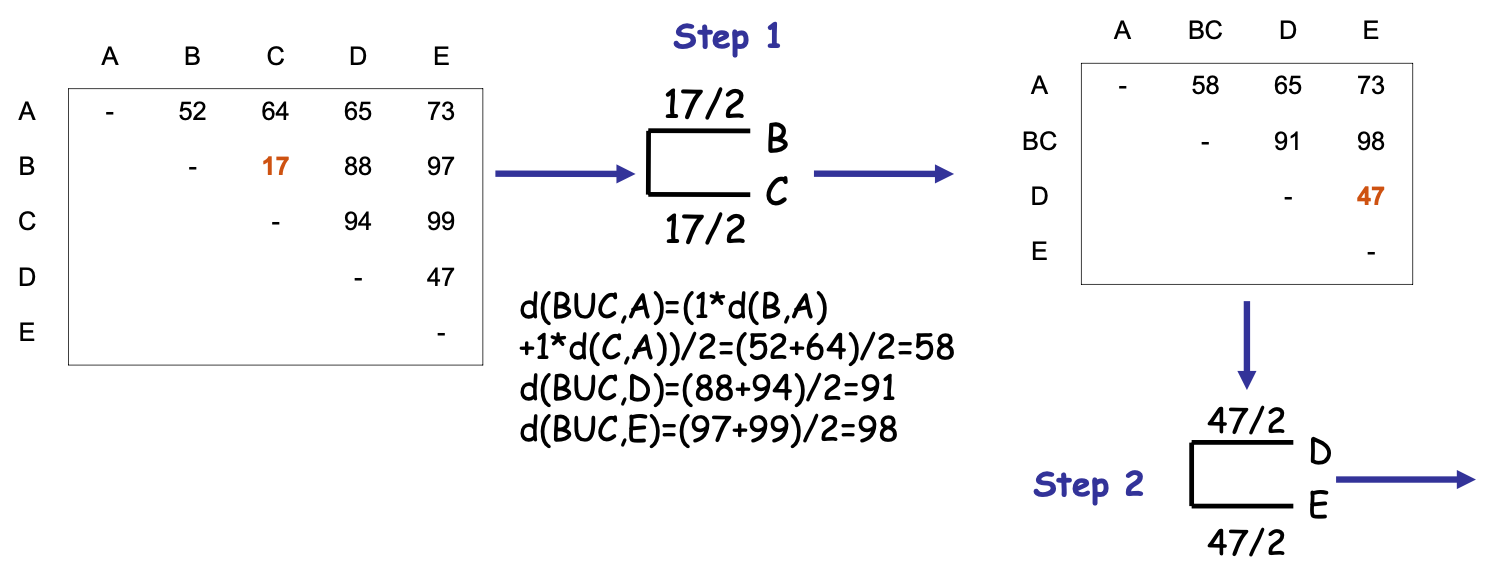 A B C D E
A - 52 64 65 73
B - 17 88 97
C - 94 99
D - 47
E -
Step 1
17/2
B
C
17/2
d(BUC,A)=(1*d(B,A)
+1*d(C,A))/2=(52+64)/2=58
d(BUC,D)=(88+94)/2=91
d(BUC,E)=(97+99)/2=98
A BC D E
A - 58 65 73
BC - 91 98
D - 47
E -
Step 2
47/2
D
E
47/2